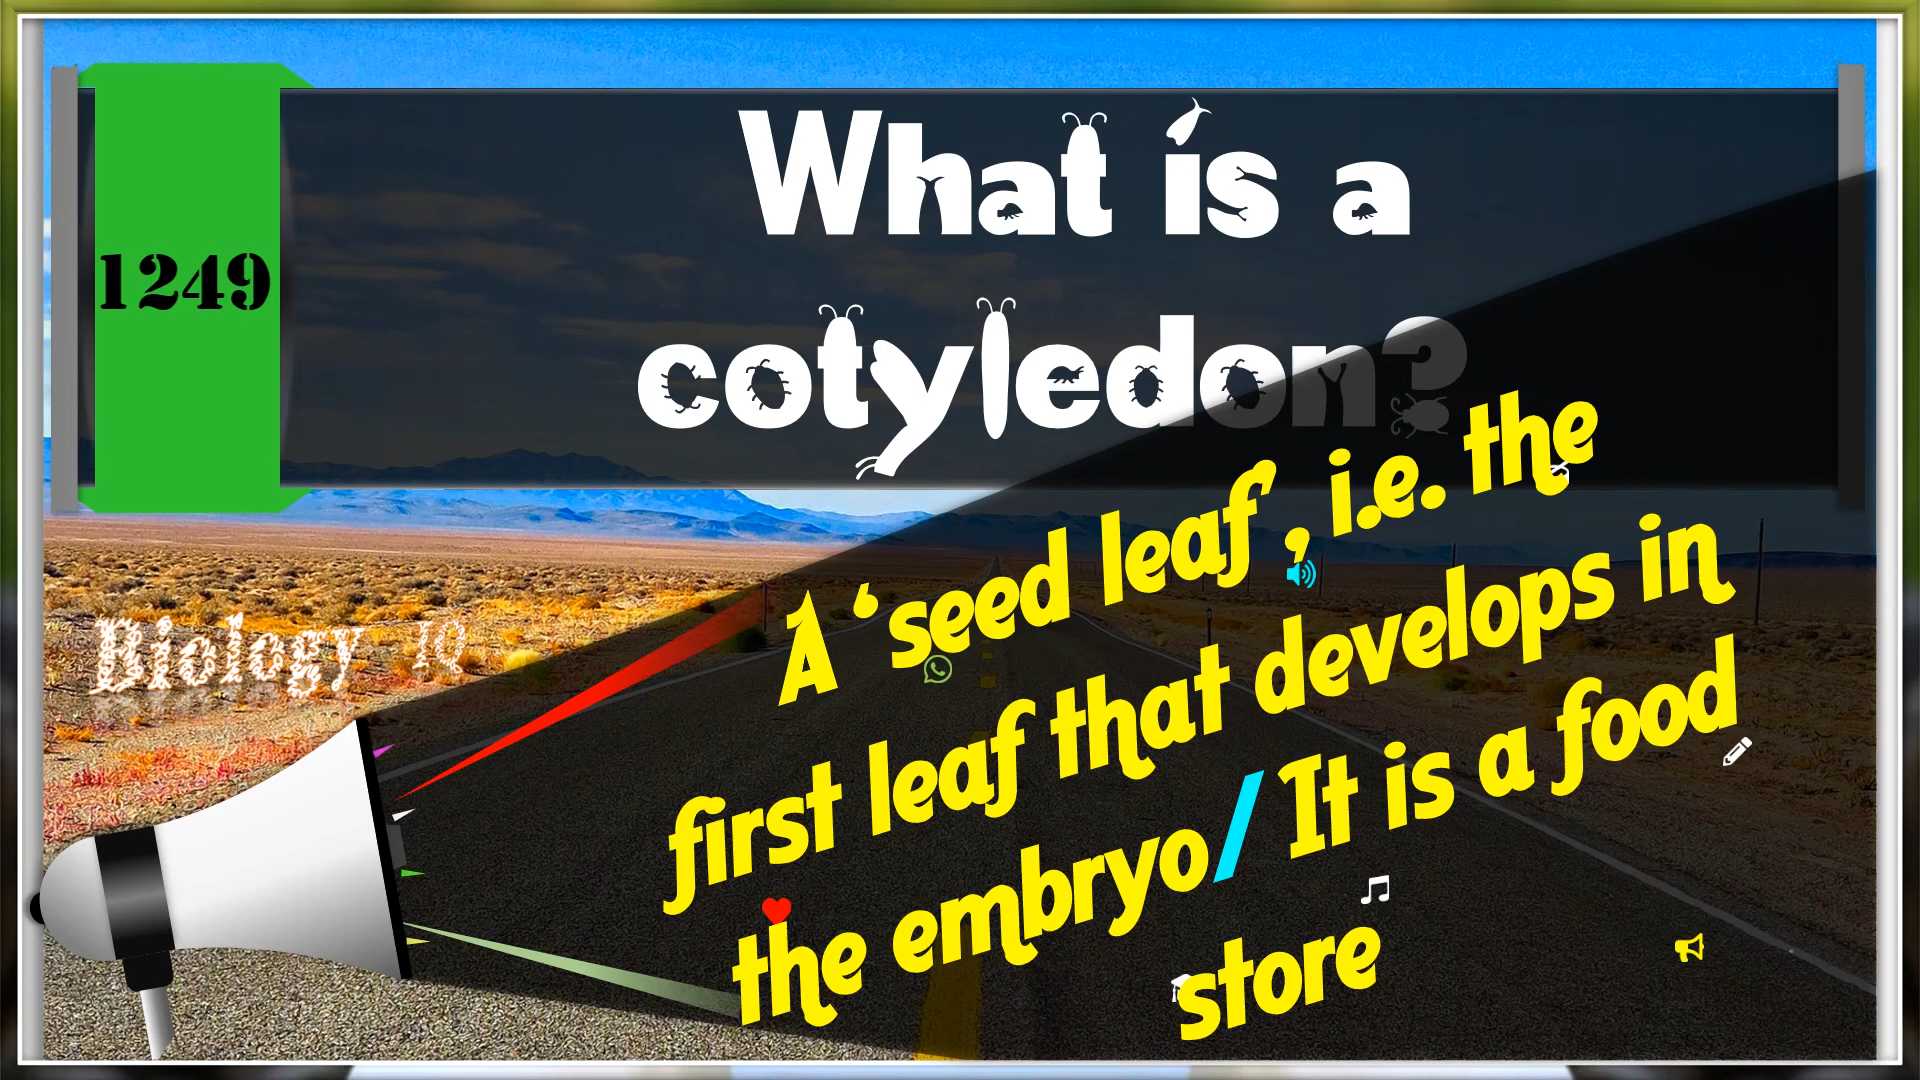 1249
What is a
cotyledon?
Biology IQ
A ‘seed leaf’, i.e. the
first leaf that develops in
the embryo/ It is a food
store